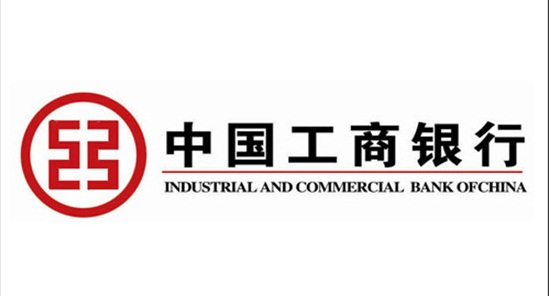 中国工商银行
INDUSTRIAL AND COMMERCIAL BANK OFCHINA